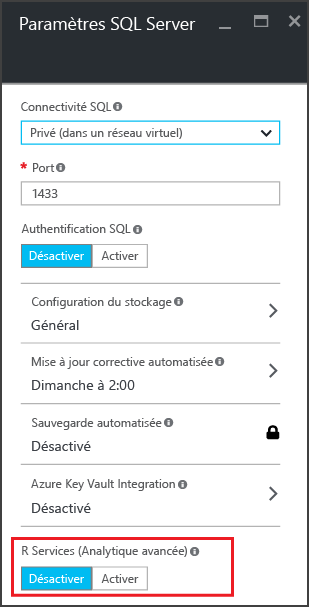 Paramètres SQL Server
Connectivité SQL
Privé (dans un réseau virtuel)
* Port
1433
Authentification SQL
Désactiver Activer
Configuration du stockage
Général
Mise à jour corrective automatisée
Dimanche à 2:00
Sauvegarde automatisée
Désactivé
Azure Key Vault Integration
Désactivé
R Services (Analytique avancée)
Désactiver Activer